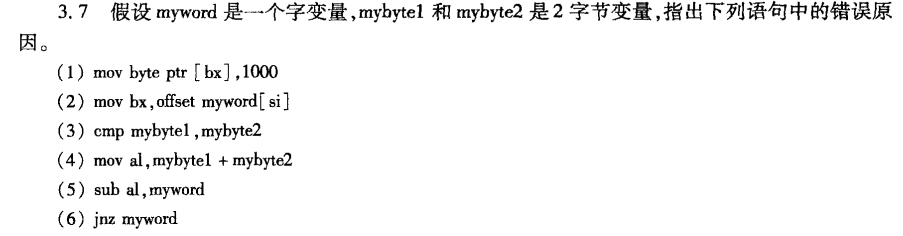 3.7 假设 myword 是一个字变量,mybyte1 和 mybyte2 是 2 字节变量,指出下列语句中的错误原
因。
(1) mov byte ptr [bx],1000
(2) mov bx,offset myword[si]
(3) cmp mybyte1,mybyte2
(4) mov al,mybyte1 + mybyte2
(5) sub al,myword
(6) jnz myword